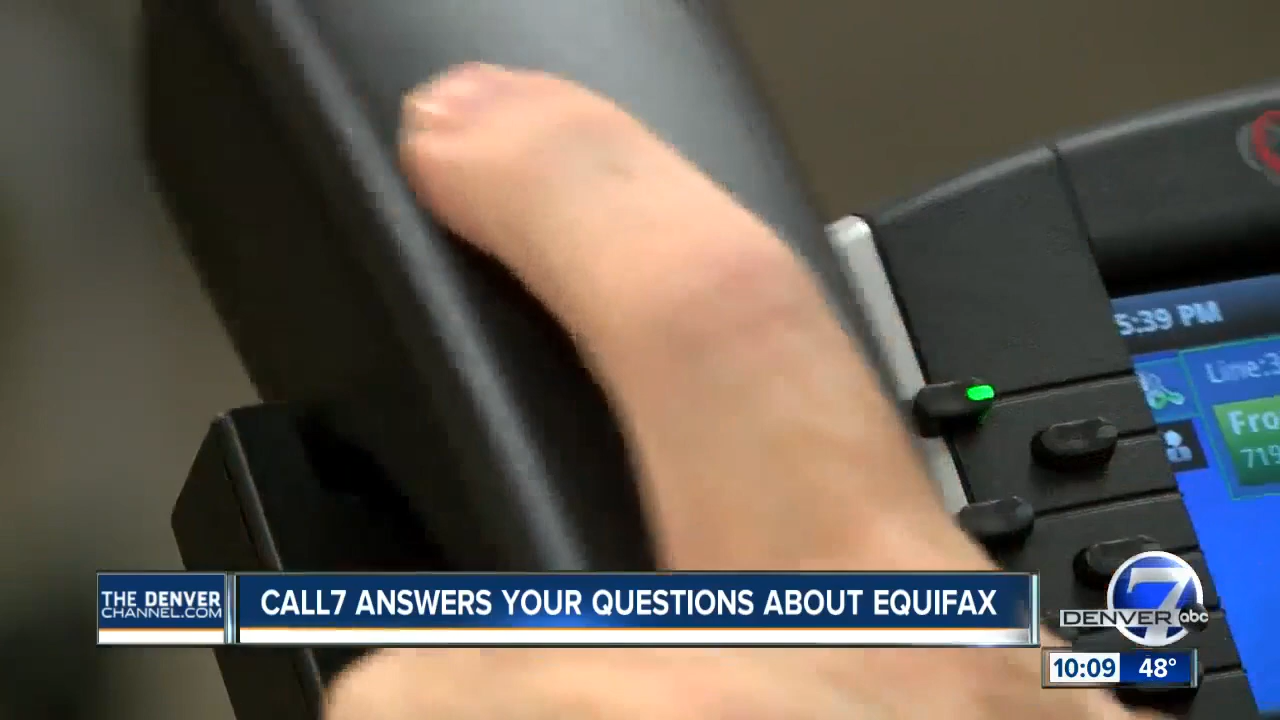 5:39 PM
Line:3
Fro
719
THE DENVER
CHANNEL.COM
CALL7 ANSWERS YOUR QUESTIONS ABOUT EQUIFAX
7
DENVER abc
10:09 48°